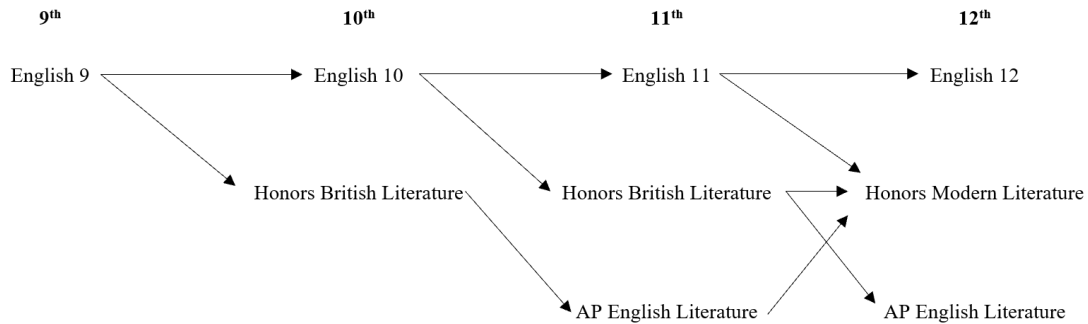 9th 10th 11th 12th
English 9 English 10 English 11 English 12
Honors British Literature Honors British Literature Honors Modern Literature
AP English Literature AP English Literature